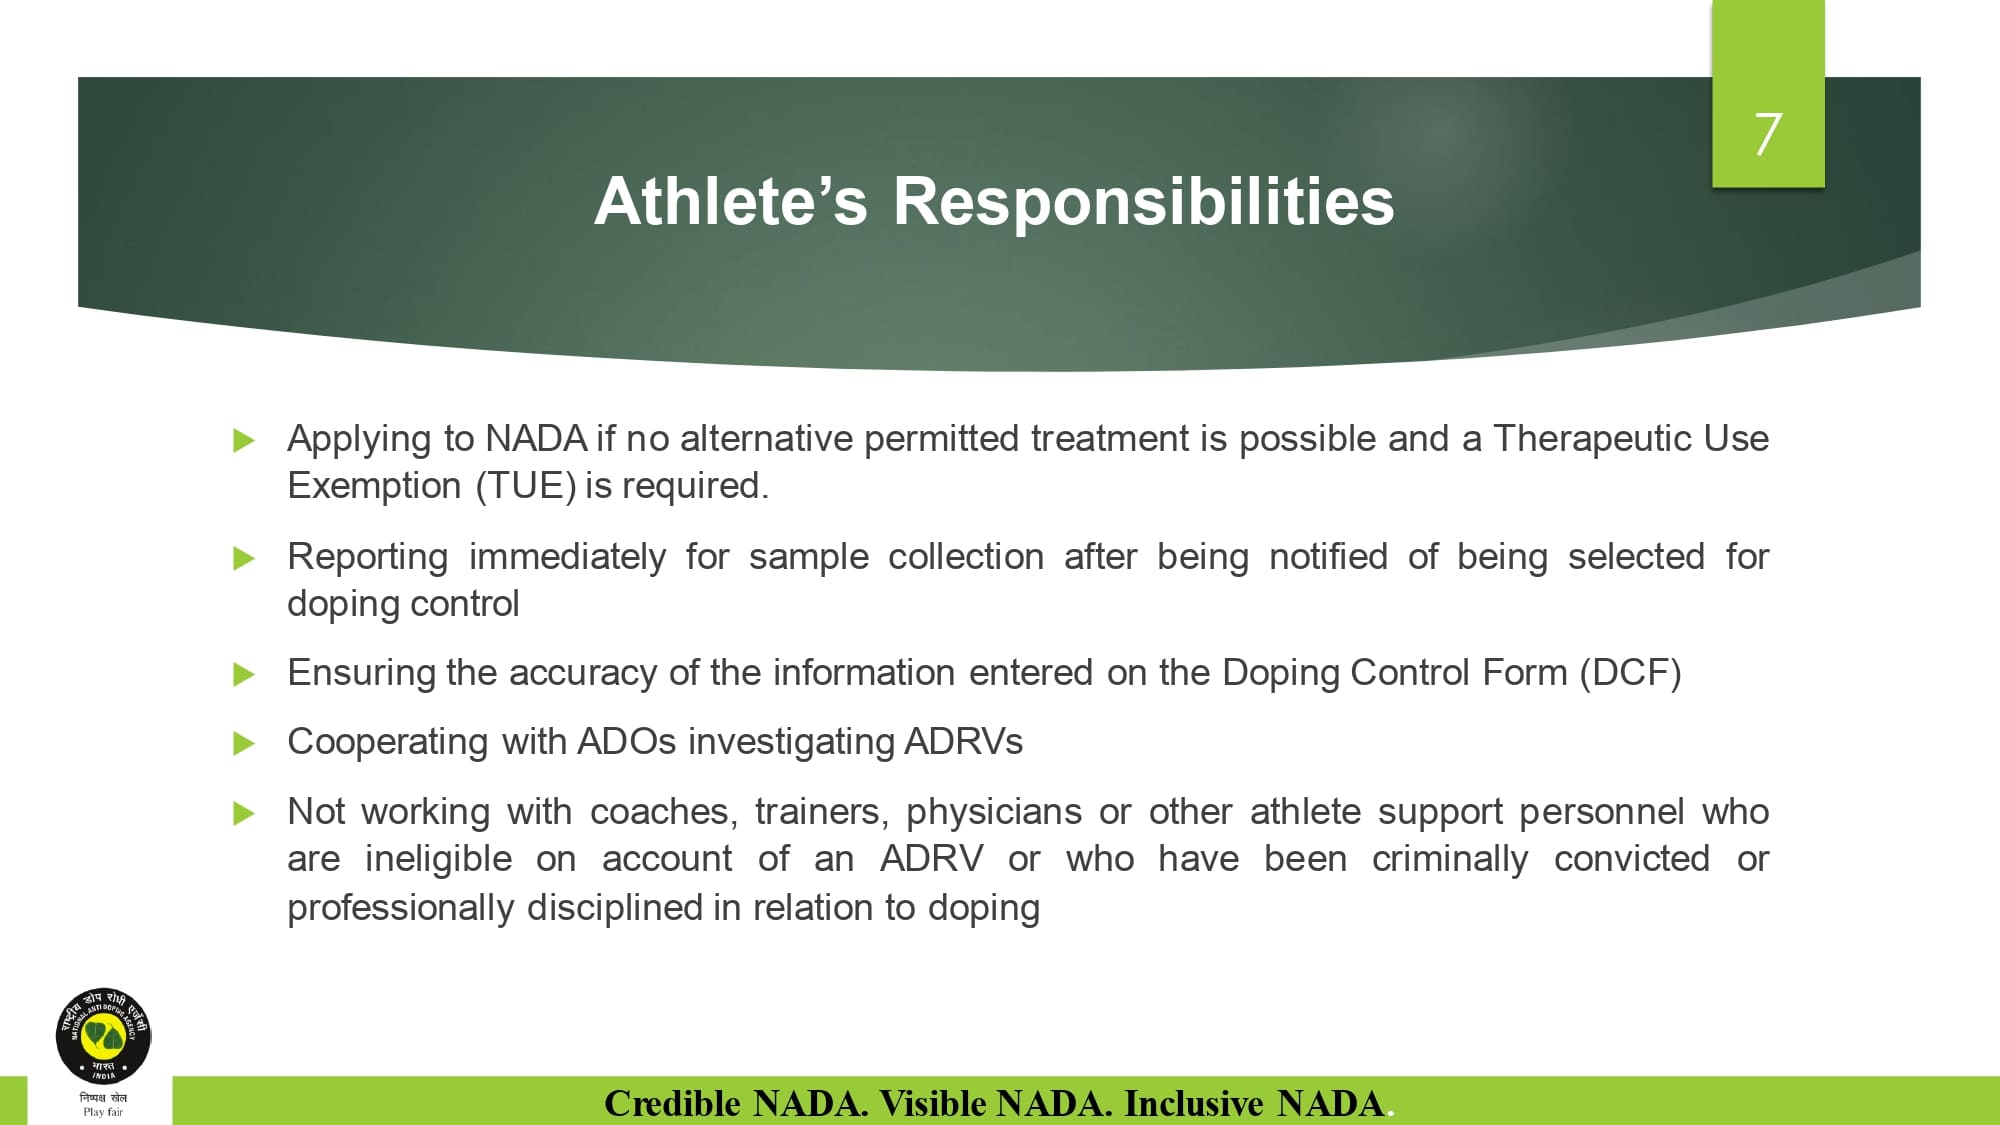 7
Athlete’s Responsibilities
Applying to NADA if no alternative permitted treatment is possible and a Therapeutic Use
Exemption (TUE) is required.
Reporting immediately for sample collection after being notified of being selected for
doping control
Ensuring the accuracy of the information entered on the Doping Control Form (DCF)
Cooperating with ADOs investigating ADRVs
Not working with coaches, trainers, physicians or other athlete support personnel who
are ineligible on account of an ADRV or who have been criminally convicted or
professionally disciplined in relation to doping
राष्ट्रीय डोप रोधी एजेंसी
NATIONAL ANTI DOPING AGENCY
भारत
INDIA
निष्पक्ष खेल
Play fair
Credible NADA. Visible NADA. Inclusive NADA.